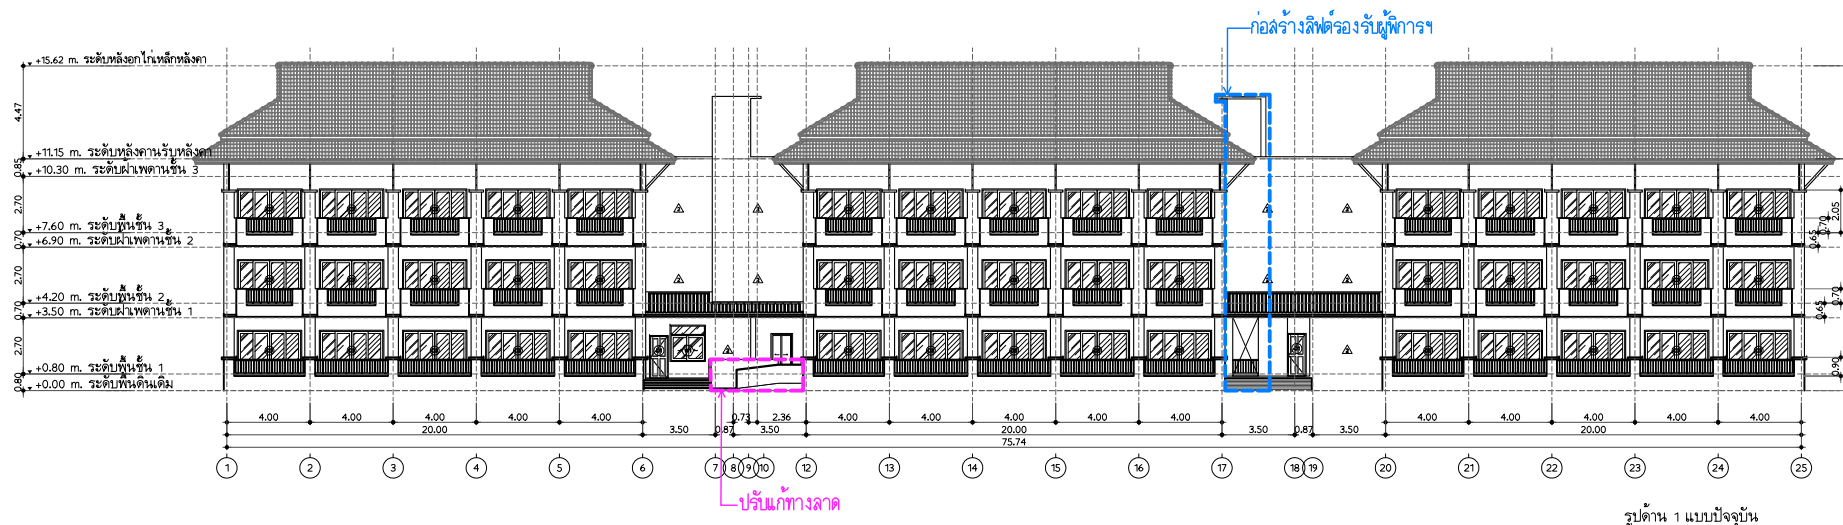 ก่อสร้างลิฟต์รองรับผู้พิการฯ
+15.62 m. ระดับหลังอกไก่เหล็กหลังคา
+11.15 m. ระดับหลังคานรับหลังคา
+10.30 m. ระดับฝ้าเพดานชั้น 3
+7.60 m. ระดับพื้นชั้น 3
+6.90 m. ระดับฝ้าเพดานชั้น 2
+4.20 m. ระดับพื้นชั้น 2
+3.50 m. ระดับฝ้าเพดานชั้น 1
+0.80 m. ระดับพื้นชั้น 1
+0.00 m. ระดับพื้นดินเดิม
4.47
0.85
2.70
0.70
2.70
0.70
2.70
0.80
2.05
0.70
0.65
0.70
0.65
0.90
4.00 4.00 4.00 4.00 4.00 0.73 2.36 4.00 4.00 4.00 4.00 4.00 4.00 4.00 4.00 4.00 4.00
20.00 3.50 0.87 3.50 20.00 3.50 0.87 3.50 20.00
75.74
1 2 3 4 5 6 7 8 9 10 12 13 14 15 16 17 18 19 20 21 22 23 24 25
ปรับแก้ทางลาด
รูปด้าน 1 แบบปัจจุบัน